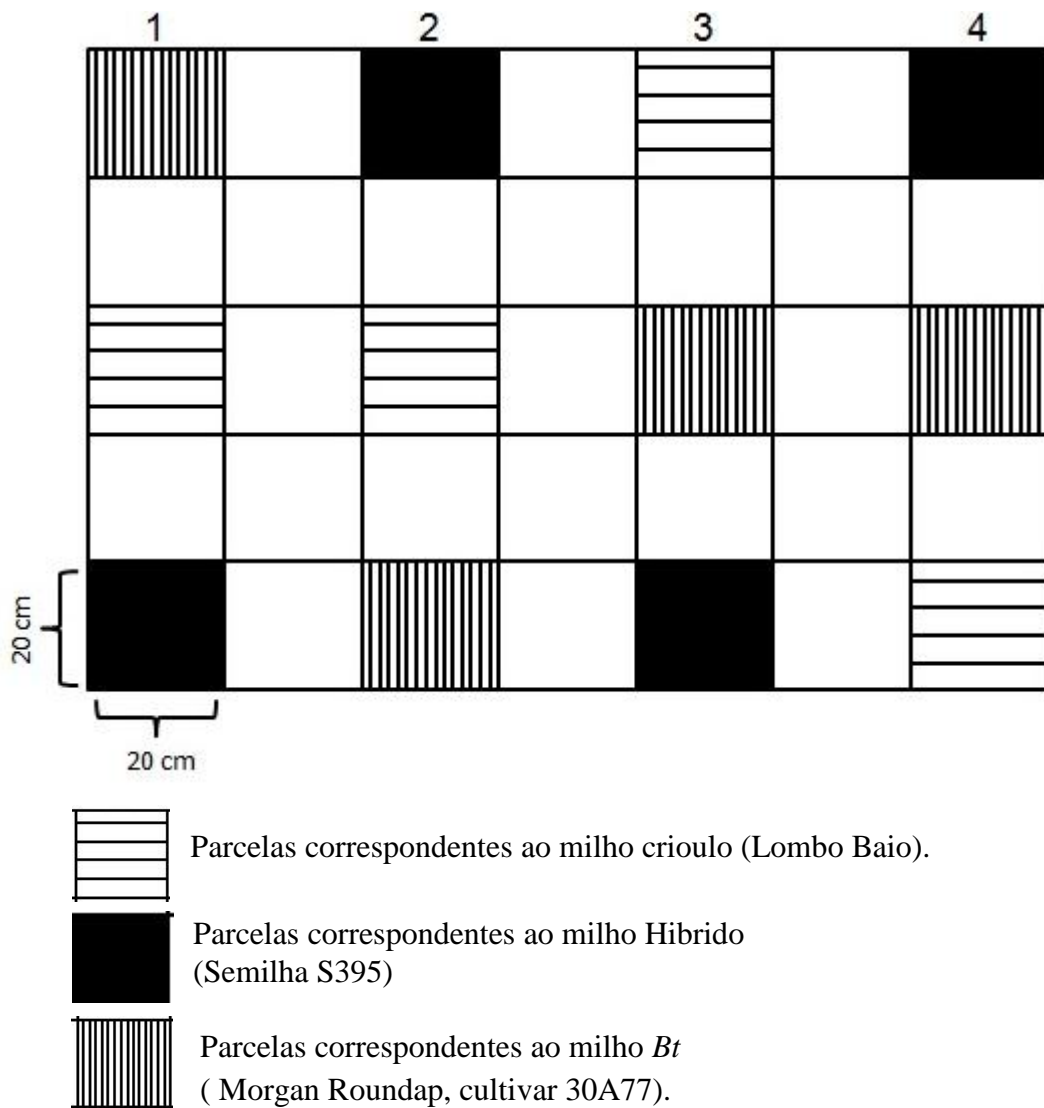 1 2 3 4
20 cm
20 cm
Parcelas correspondentes ao milho crioulo (Lombo Baio).
Parcelas correspondentes ao milho Hibrido
(Semilha S395)
Parcelas correspondentes ao milho Bt
( Morgan Roundap, cultivar 30A77).